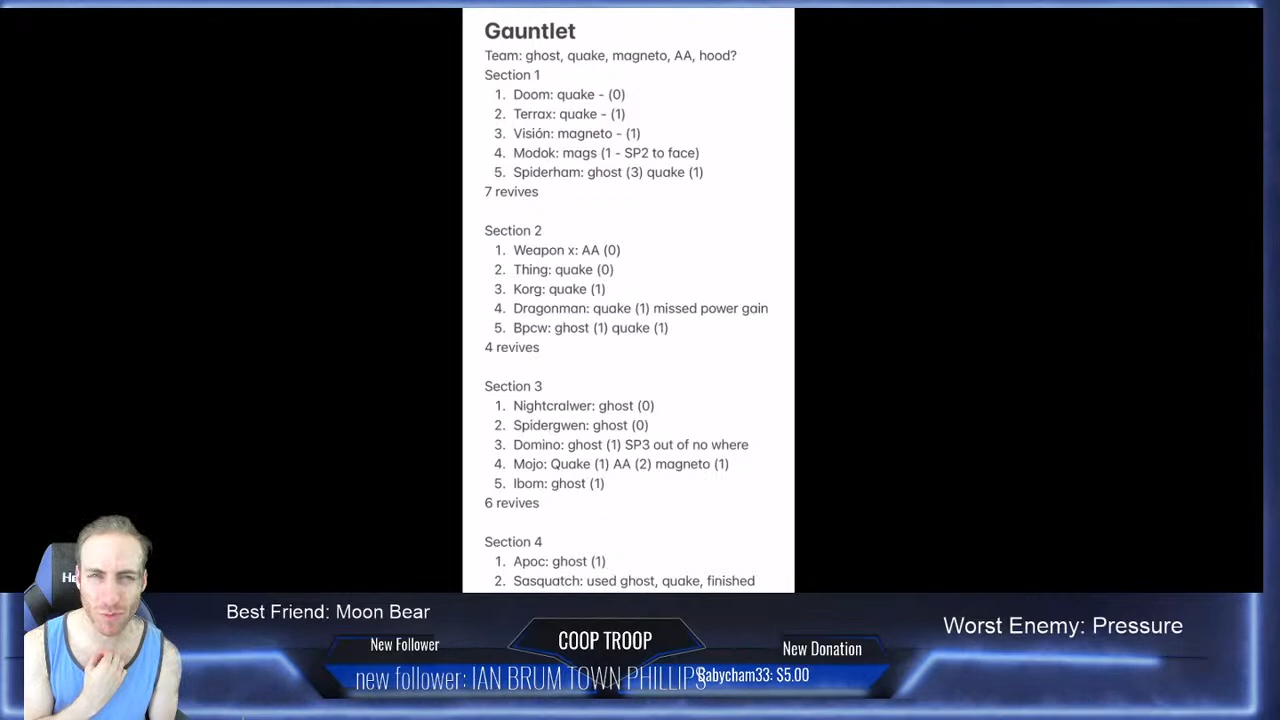 Gauntlet
Team: ghost, quake, magneto, AA, hood?
Section 1
1. Doom: quake - (0)
2. Terrax: quake - (1)
3. Visión: magneto - (1)
4. Modok: mags (1 - SP2 to face)
5. Spiderham: ghost (3) quake (1)
7 revives
Section 2
1. Weapon x: AA (0)
2. Thing: quake (0)
3. Korg: quake (1)
4. Dragonman: quake (1) missed power gain
5. Bpcw: ghost (1) quake (1)
4 revives
Section 3
1. Nightcralwer: ghost (0)
2. Spidergwen: ghost (0)
3. Domino: ghost (1) SP3 out of no where
4. Mojo: Quake (1) AA (2) magneto (1)
5. Ibom: ghost (1)
6 revives
Section 4
1. Apoc: ghost (1)
2. Sasquatch: used ghost, quake, finished
Best Friend: Moon Bear
Worst Enemy: Pressure
New Follower
COOP TROOP
New Donation
new follower: IAN BRUM TOWN PHILLIPS
Babycham33: $5.00